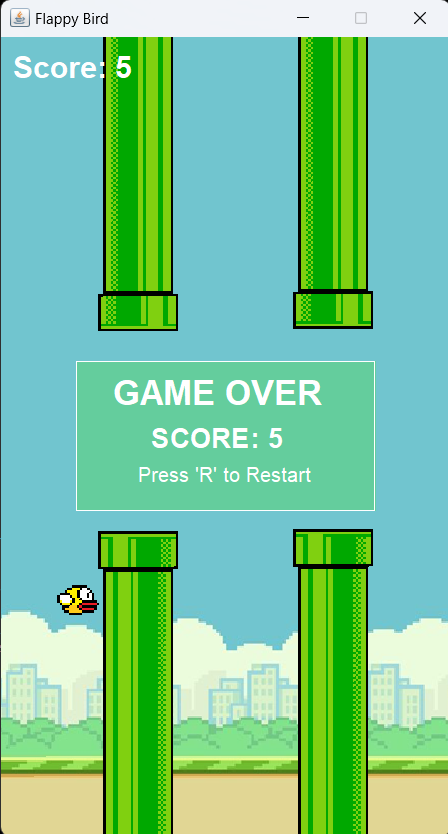 Flappy Bird
Score: 5
GAME OVER
SCORE: 5
Press 'R' to Restart